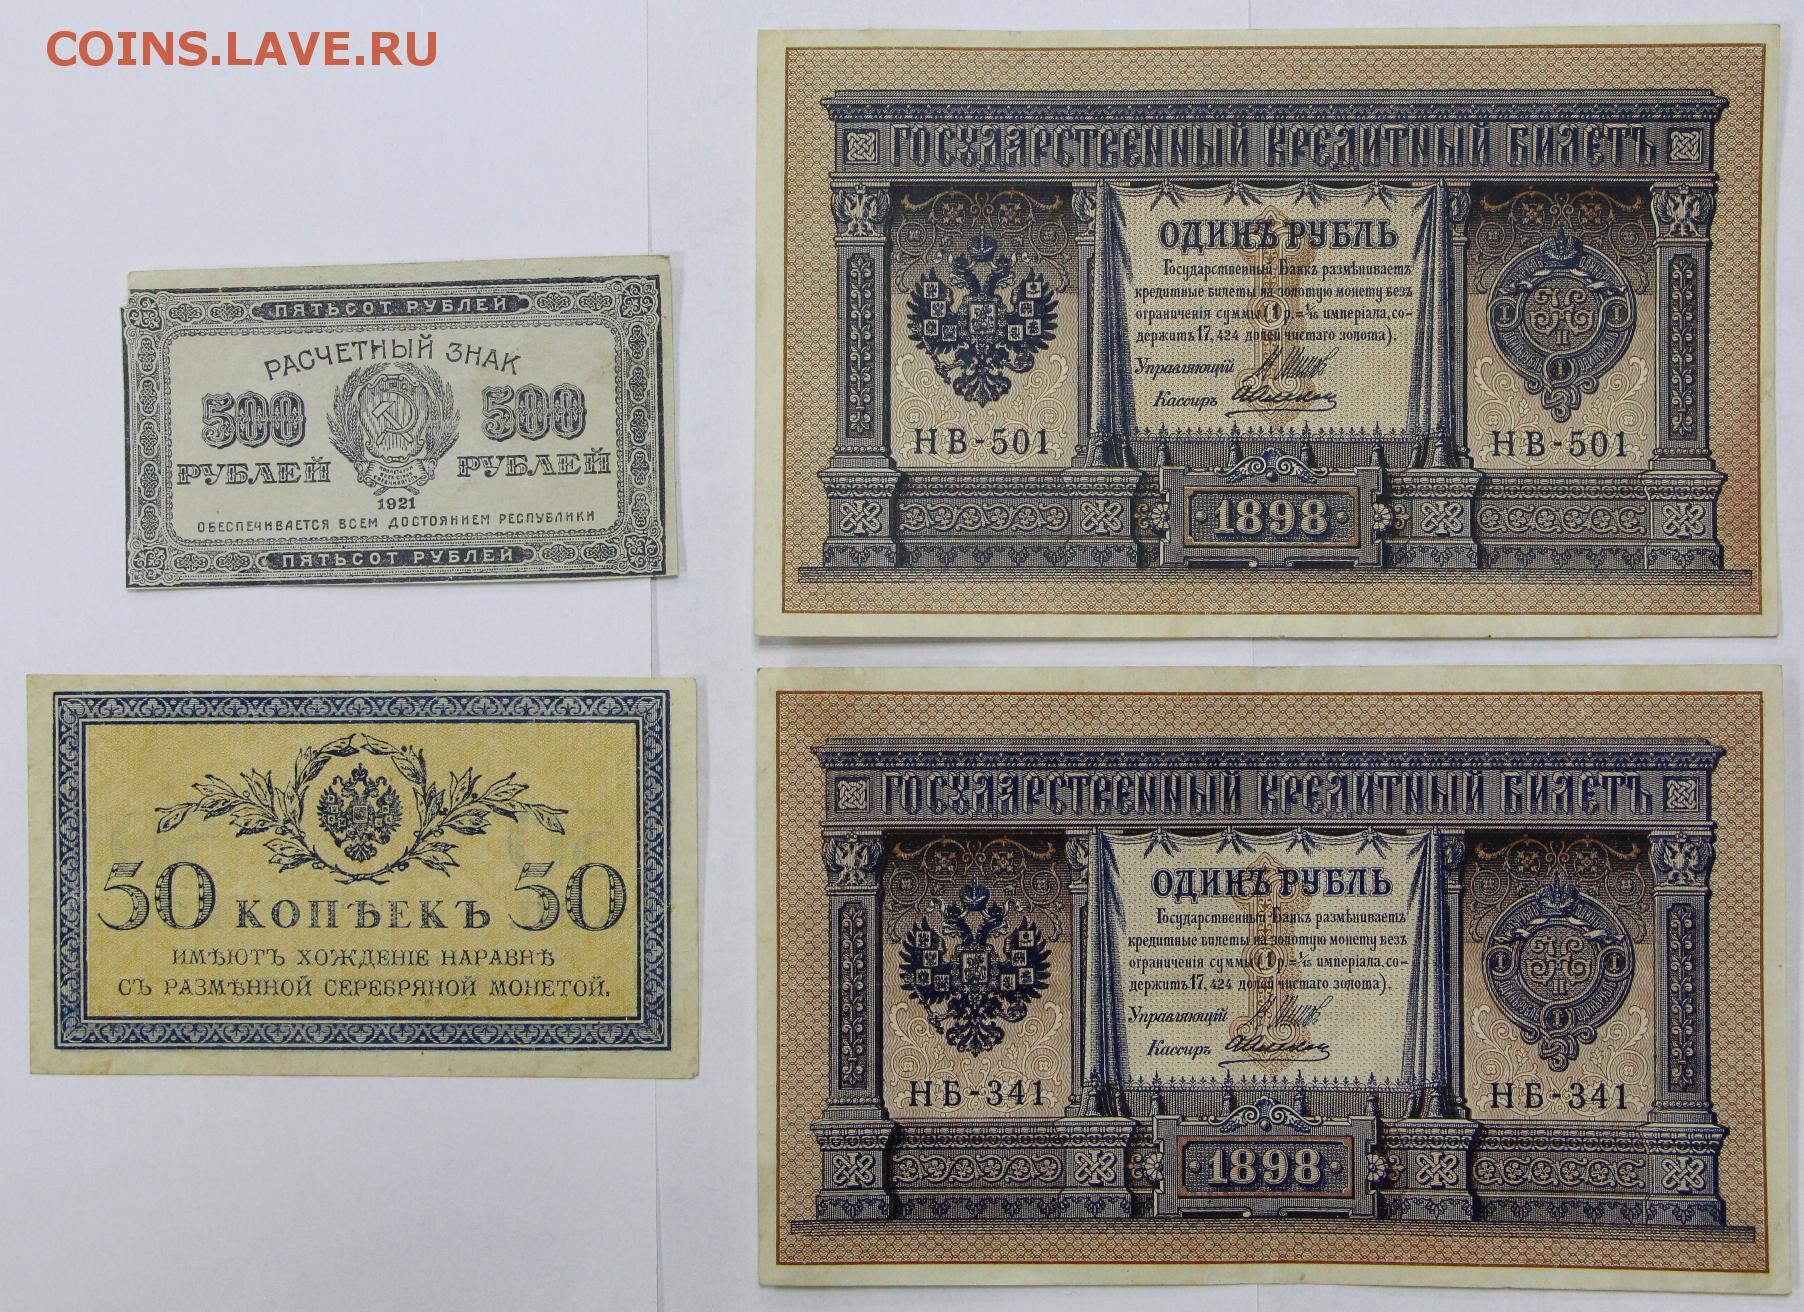 COINS.LAVE.RU
ПЯТЬСОТ РУБЛЕЙ
РАСЧЕТНЫЙ ЗНАК
500 500
РУБЛЕЙ РУБЛЕЙ
1921
ОБЕСПЕЧИВАЕТСЯ ВСЕМ ДОСТОЯНИЕМ РЕСПУБЛИКИ
ПЯТЬСОТ РУБЛЕЙ
50 КОПѢЕКЪ 50
ИМѢЮТЪ ХОЖДЕНІЕ НАРАВНѢ
СЪ РАЗМѢННОЙ СЕРЕБРЯНОЙ МОНЕТОЙ.
ГОСУДАРСТВЕННЫЙ КРЕДИТНЫЙ БИЛЕТЪ
ОДИНЪ РУБЛЬ
Государственный Банкъ размѣниваетъ
кредитные билеты на золотую монету безъ
ограниченія суммы (1 р.=1/15 имперіала, со-
держитъ 17,424 долей чистаго золота).
Управляющій
Кассиръ
НВ-501 НВ-501
1898
ГОСУДАРСТВЕННЫЙ КРЕДИТНЫЙ БИЛЕТЪ
ОДИНЪ РУБЛЬ
Государственный Банкъ размѣниваетъ
кредитные билеты на золотую монету безъ
ограниченія суммы (1 р.=1/15 имперіала, со-
держитъ 17,424 долей чистаго золота).
Управляющій
Кассиръ
НБ-341 НБ-341
1898